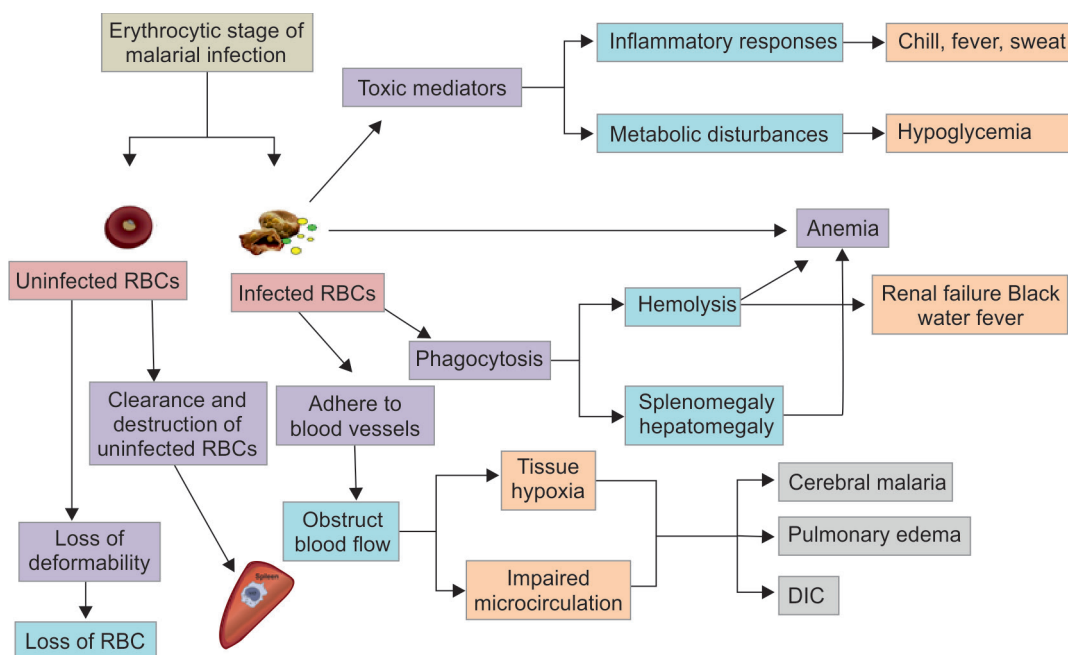 Erythrocytic stage of
malarial infection
Toxic mediators
Inflammatory responses
Chill, fever, sweat
Metabolic disturbances
Hypoglycemia
Anemia
Uninfected RBCs
Infected RBCs
Hemolysis
Renal failure Black
water fever
Phagocytosis
Clearance and
destruction of
uninfected RBCs
Adhere to
blood vessels
Splenomegaly
hepatomegaly
Tissue
hypoxia
Cerebral malaria
Obstruct
blood flow
Pulmonary edema
Loss of
deformability
Impaired
microcirculation
DIC
Spleen
Loss of RBC